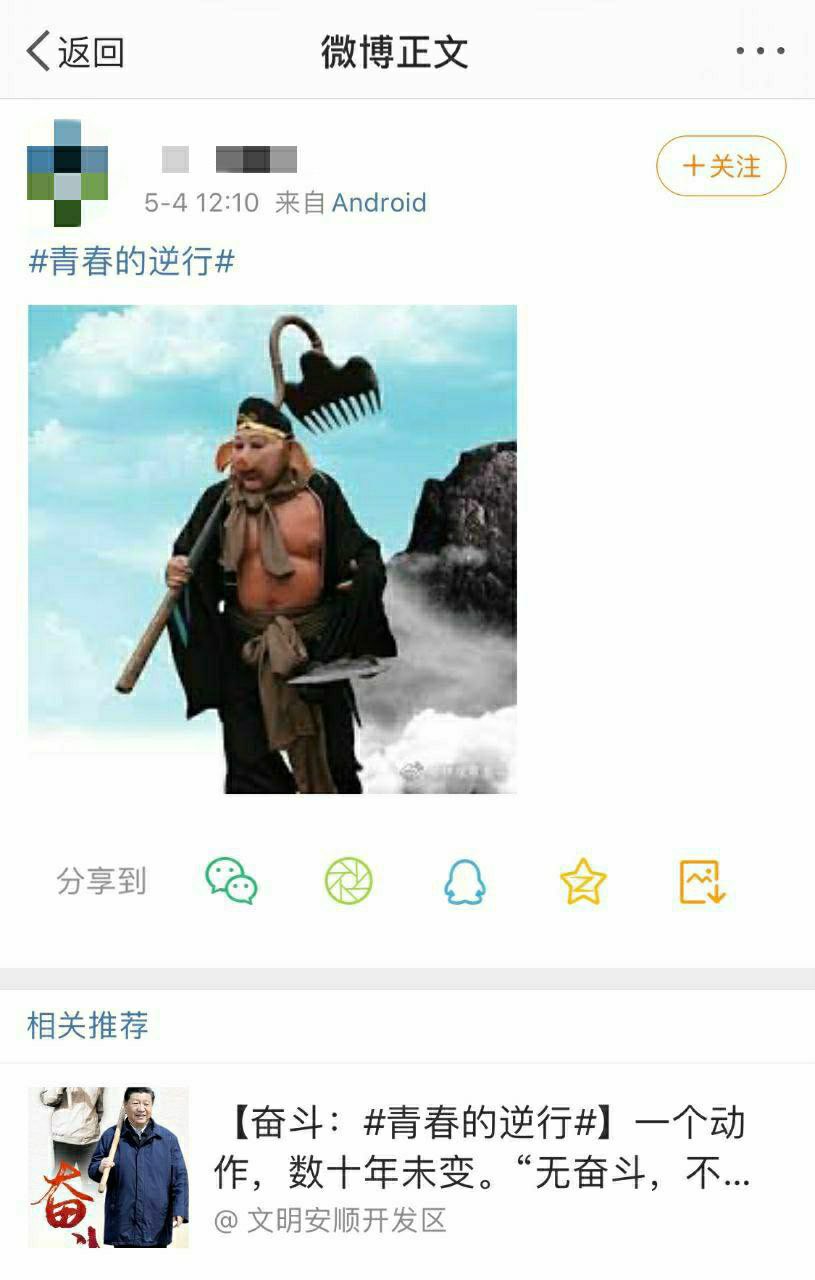 返回
微博正文
+关注
5-4 12:10 来自 Android
#青春的逆行#
分享到
相关推荐
【奋斗：#青春的逆行#】一个动
作，数十年未变。“无奋斗，不...
@ 文明安顺开发区
奋斗